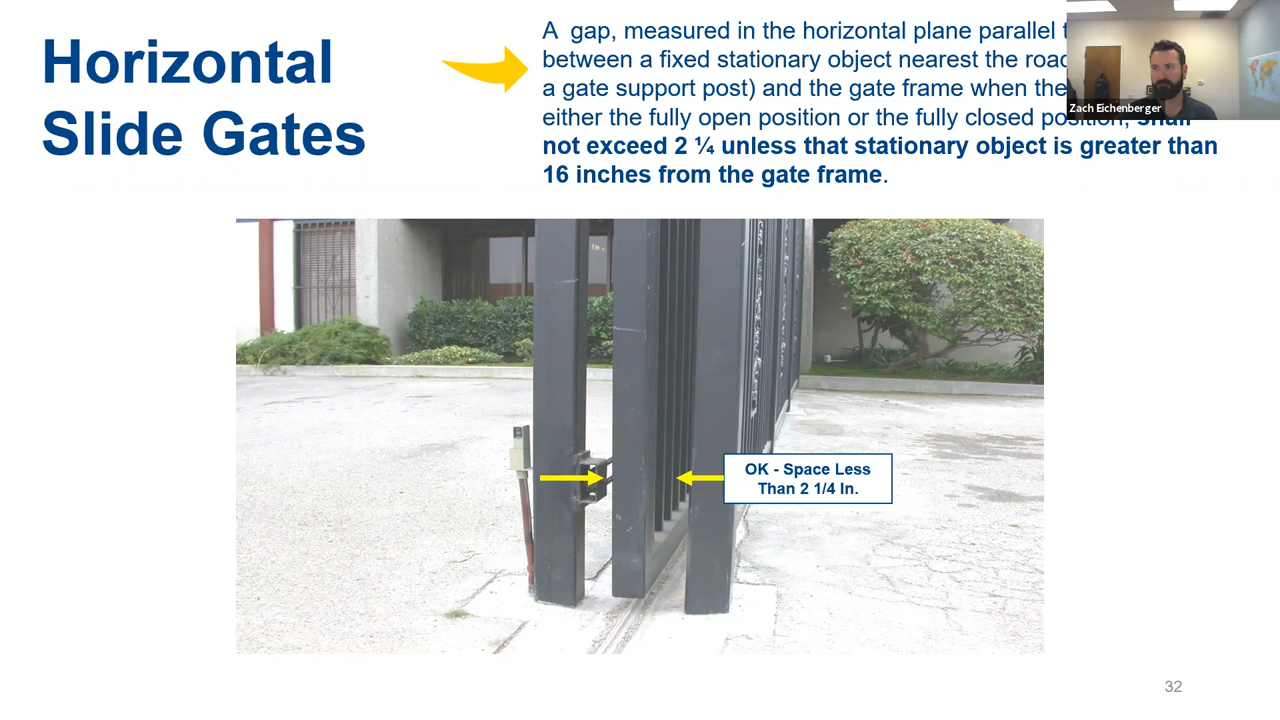 Horizontal
Slide Gates
A  gap, measured in the horizontal plane parallel
between a fixed stationary object nearest the
a gate support post) and the gate frame when the
either the fully open position or the fully closed position, shall
not exceed 2 ¼ unless that stationary object is greater than
16 inches from the gate frame.
Zach Eichenberger
OK - Space Less
Than 2 1/4 In.
32